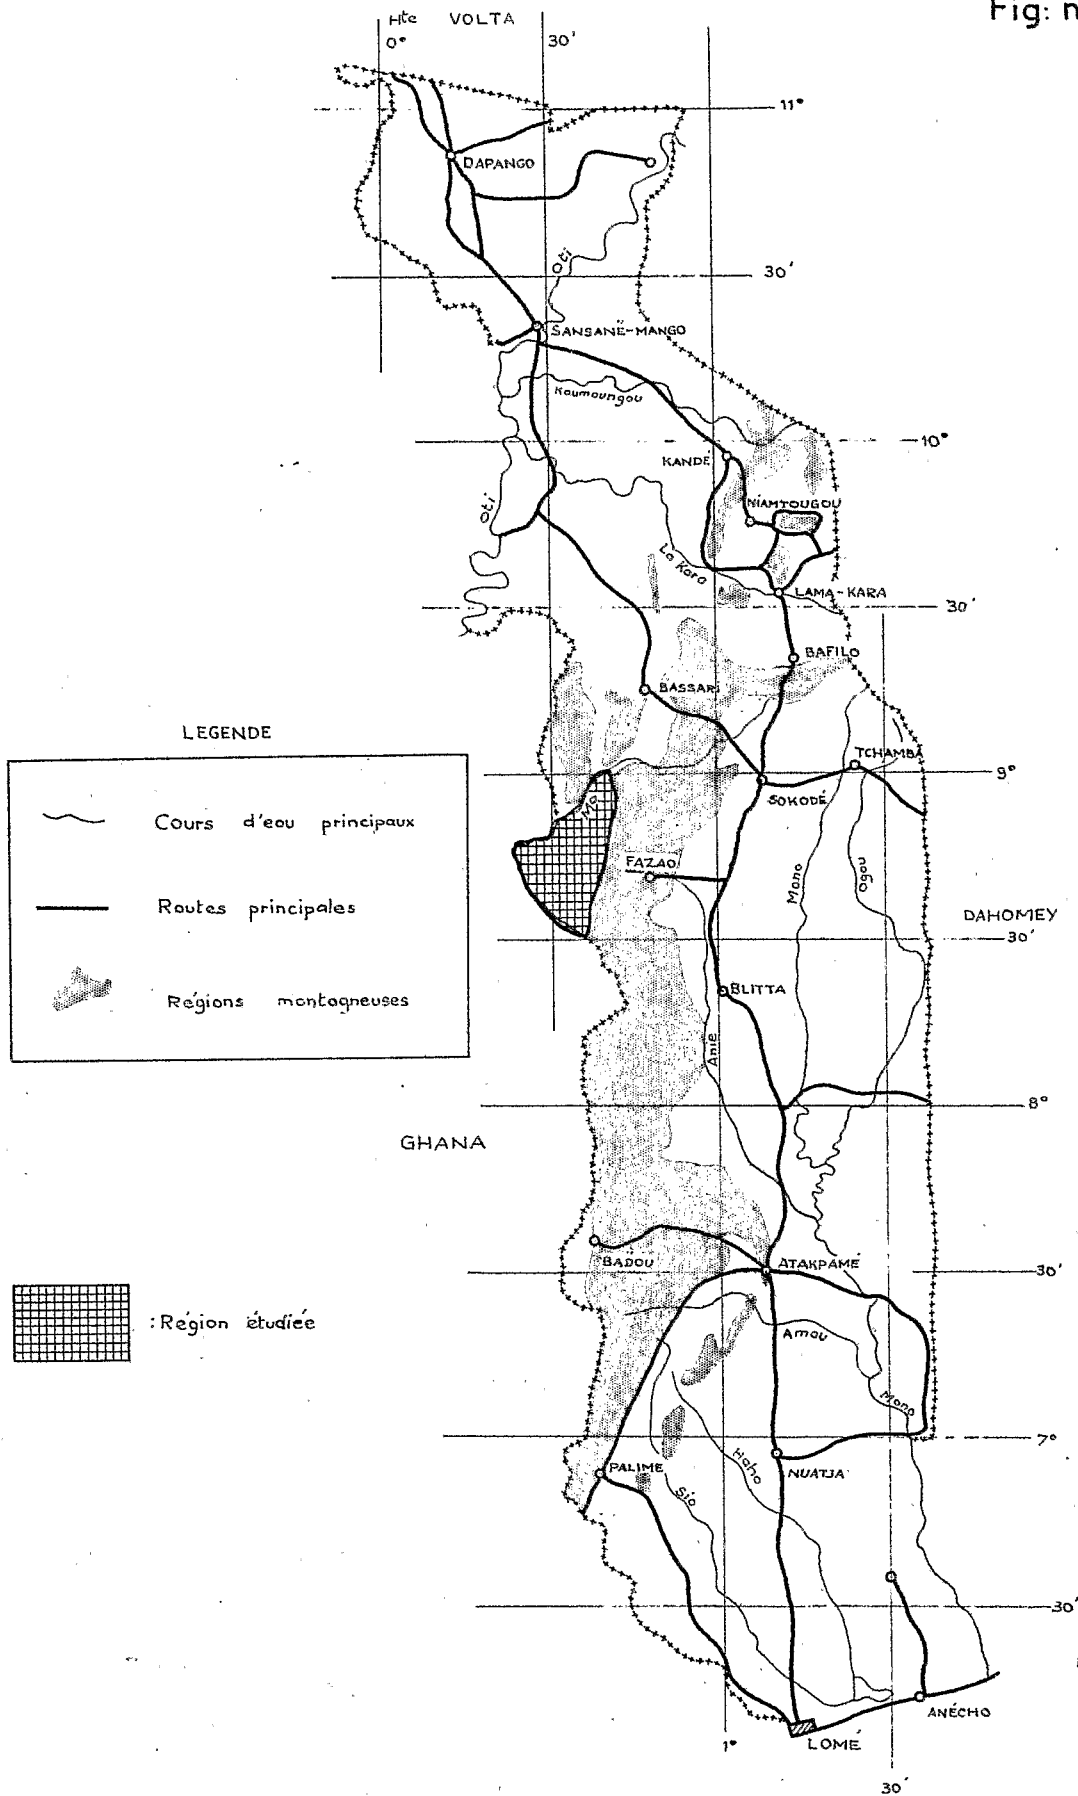 Fig: n
Hte VOLTA
0°
30'
11°
DAPANGO
Oti
30'
SANSANÉ-MANGO
Koumoungou
10°
KANDÉ
NIAMTOUGOU
Oti
La Kara
LAMA-KARA
30'
BAFILO
BASSARI
LEGENDE
TCHAMBA
9°
SOKODÉ
Mo
Cours d'eau principaux
FAZAO
Mono
Ogou
Routes principales
DAHOMEY
30'
BLITTA
Régions montagneuses
Anie
8°
GHANA
BADOU
ATAKPAMÉ
30'
: Région étudiée
Amou
Mono
7°
PALIME
Haho
NUATJA
Sio
30'
ANÉCHO
1°
LOMÉ
30'